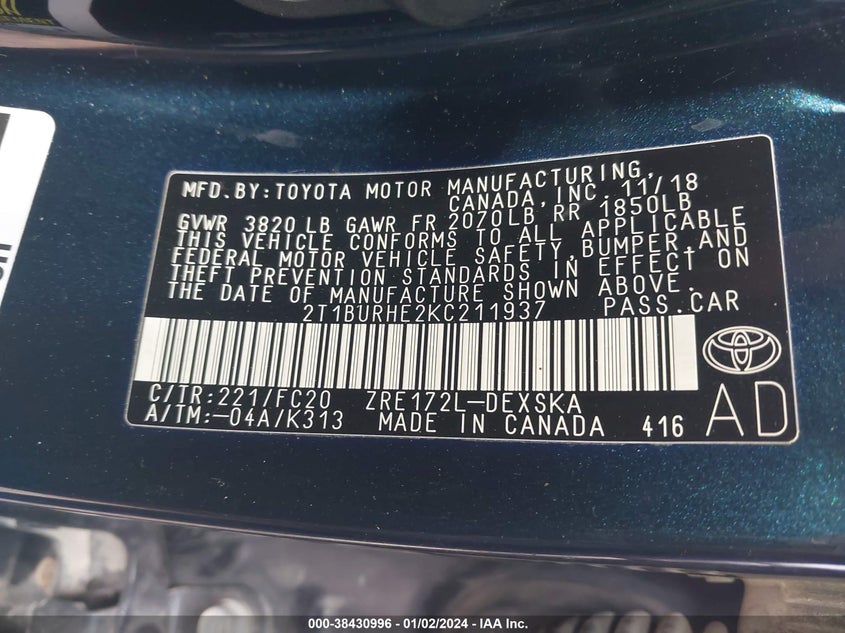 MFD. BY: TOYOTA MOTOR MANUFACTURING,
CANADA, INC. 11/18
GVWR 3820 LB GAWR FR 2070LB, RR 1850LB
THIS VEHICLE CONFORMS TO ALL APPLICABLE
FEDERAL MOTOR VEHICLE SAFETY, BUMPER, AND
THEFT PREVENTION STANDARDS IN EFFECT ON
THE DATE OF MANUFACTURE SHOWN ABOVE.
2T1BURHE2KC211937 PASS. CAR
C/TR: 221/FC20 ZRE172L-DEXSKA
A/TM: -04A/K313 MADE IN CANADA 416 AD
000-38430996 - 01/02/2024 - IAA Inc.